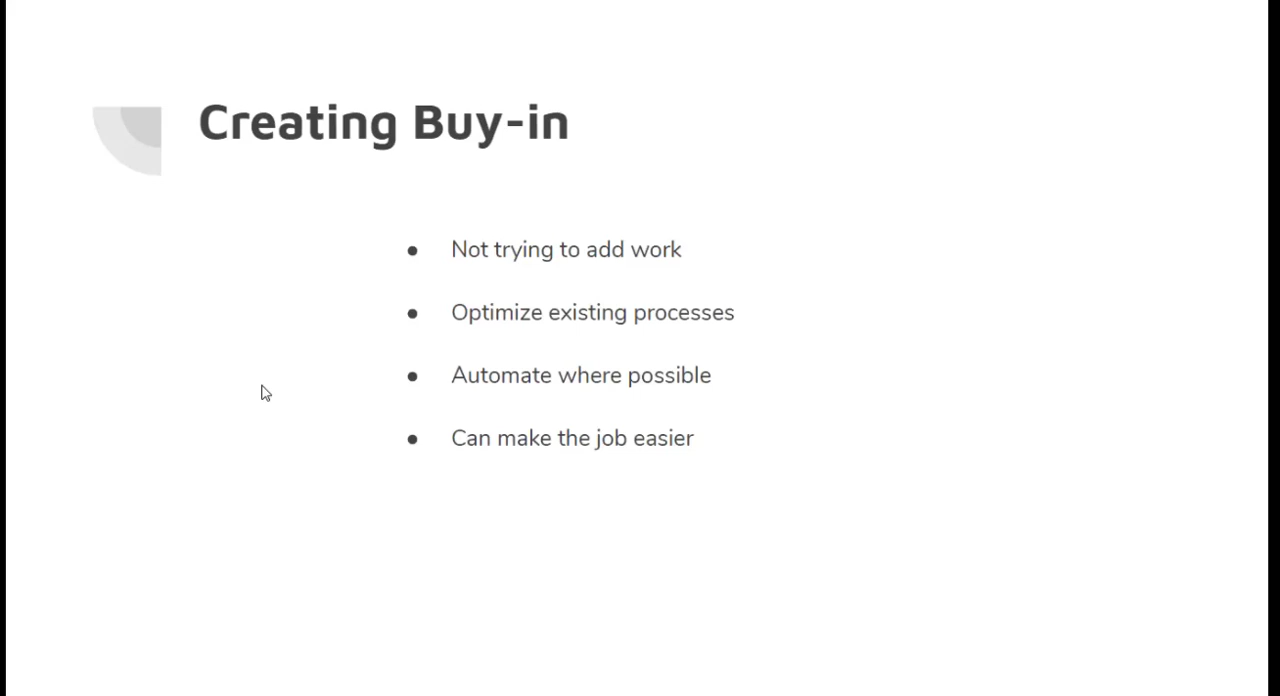 Creating Buy-in
● Not trying to add work
● Optimize existing processes
● Automate where possible
● Can make the job easier